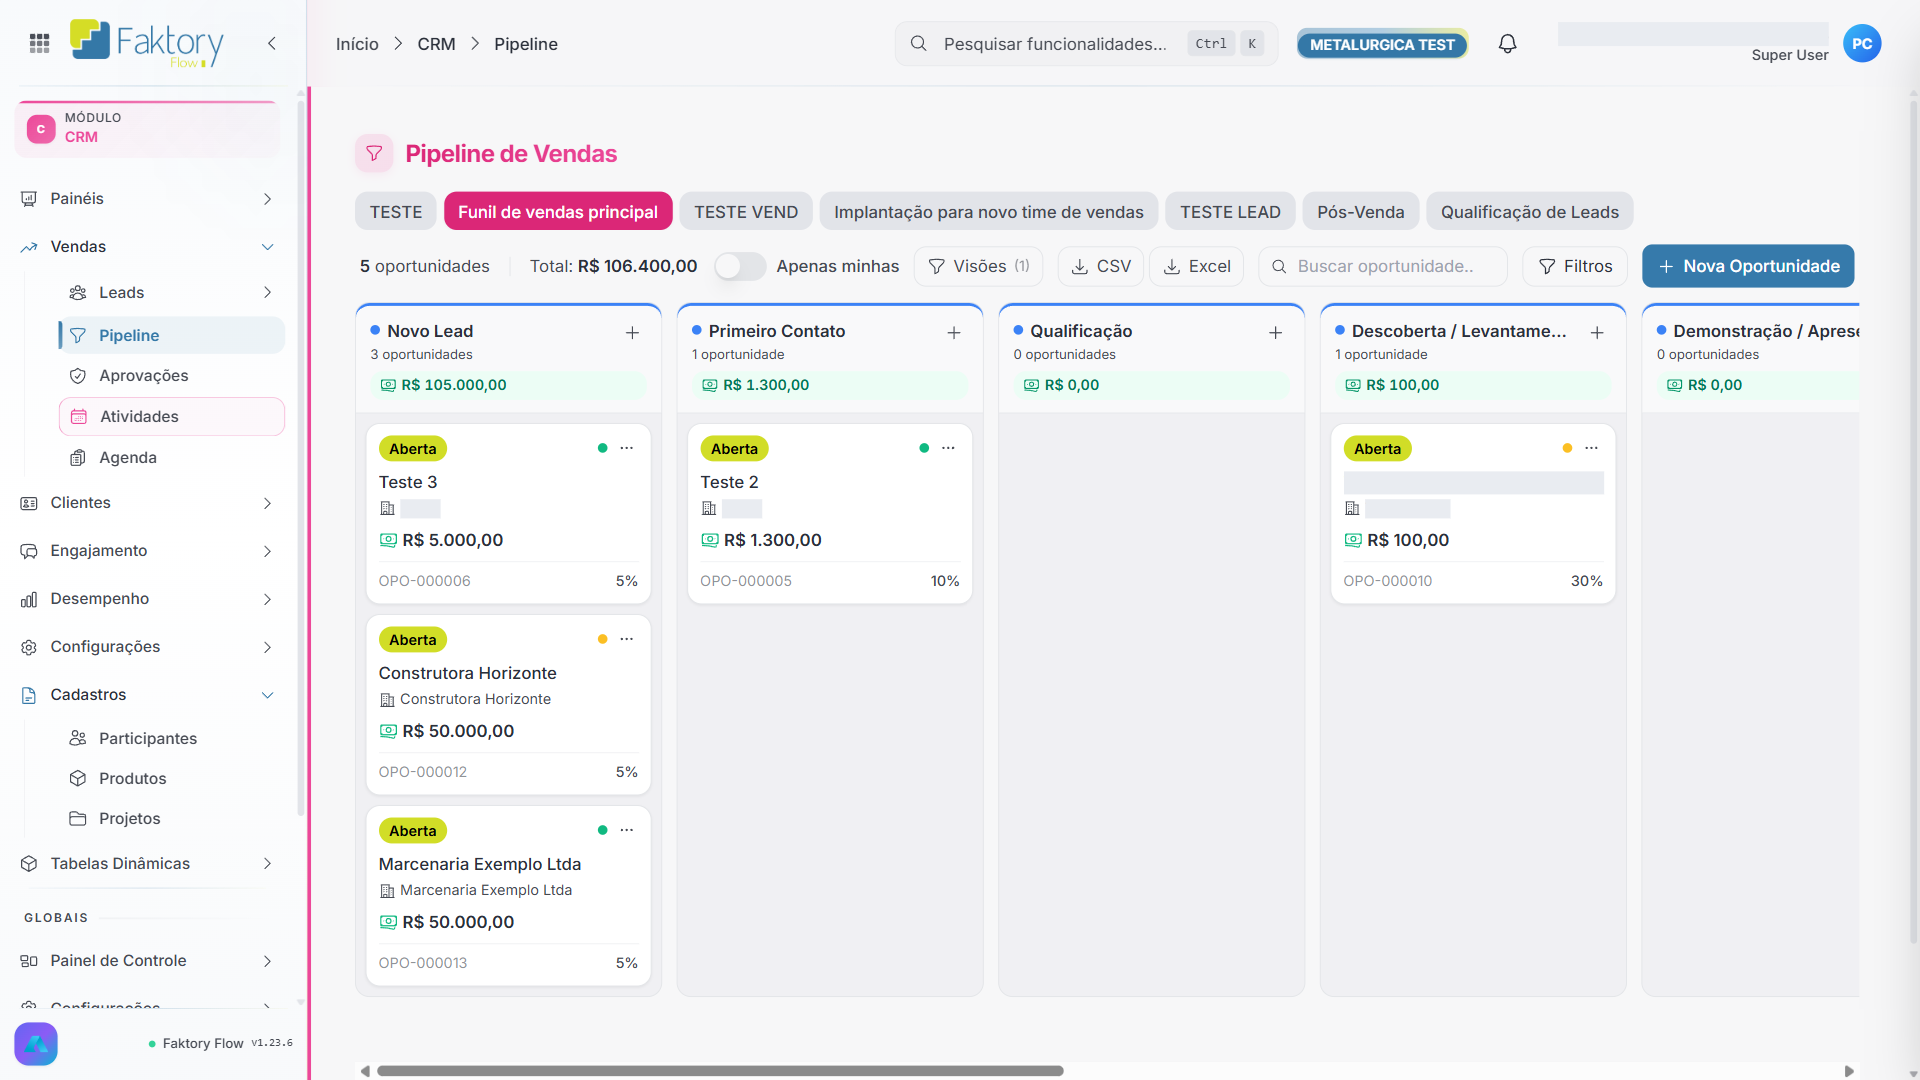 Faktory
Flow
Início
CRM
Pipeline
Pesquisar funcionalidades...
Ctrl
K
METALURGICA TEST
Super User
PC
C
MÓDULO
CRM
Painéis
Vendas
Leads
Pipeline
Aprovações
Atividades
Agenda
Clientes
Engajamento
Desempenho
Configurações
Cadastros
Participantes
Produtos
Projetos
Tabelas Dinâmicas
GLOBAIS
Painel de Controle
Configurações
Faktory Flow v1.23.6
Pipeline de Vendas
TESTE
Funil de vendas principal
TESTE VEND
Implantação para novo time de vendas
TESTE LEAD
Pós-Venda
Qualificação de Leads
5 oportunidades
Total: R$ 106.400,00
Apenas minhas
Visões (1)
CSV
Excel
Buscar oportunidade..
Filtros
Nova Oportunidade
Novo Lead
3 oportunidades
R$ 105.000,00
Aberta
Teste 3
R$ 5.000,00
OPO-000006
5%
Aberta
Construtora Horizonte
Construtora Horizonte
R$ 50.000,00
OPO-000012
5%
Aberta
Marcenaria Exemplo Ltda
Marcenaria Exemplo Ltda
R$ 50.000,00
OPO-000013
5%
Primeiro Contato
1 oportunidade
R$ 1.300,00
Aberta
Teste 2
R$ 1.300,00
OPO-000005
10%
Qualificação
0 oportunidades
R$ 0,00
Descoberta / Levantame...
1 oportunidade
R$ 100,00
Aberta
R$ 100,00
OPO-000010
30%
Demonstração / Aprese
0 oportunidades
R$ 0,00